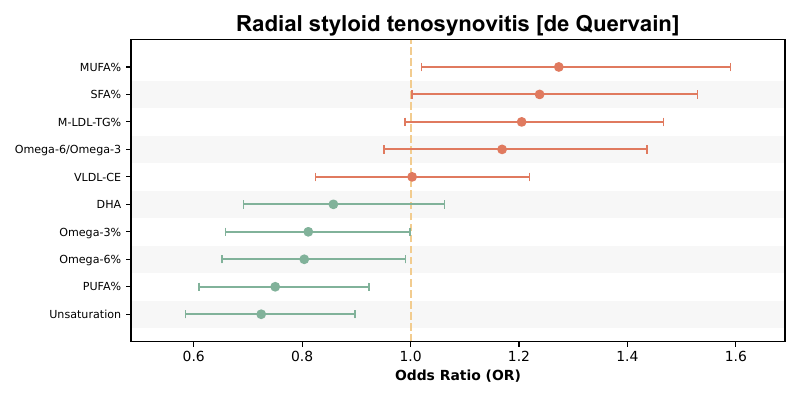 Radial styloid tenosynovitis [de Quervain]
MUFA%
SFA%
M-LDL-TG%
Omega-6/Omega-3
VLDL-CE
DHA
Omega-3%
Omega-6%
PUFA%
Unsaturation
0.6 0.8 1.0 1.2 1.4 1.6
Odds Ratio (OR)